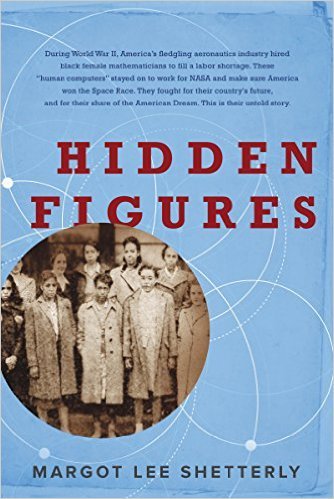 During World War II, America's fledgling aeronautics industry hired
black female mathematicians to fill a labor shortage. These
"human computers" stayed on to work for NASA and make sure America
won the Space Race. They fought for their country's future,
and for their share of the American Dream. This is their untold story.
HIDDEN
FIGURES
MARGOT LEE SHETTERLY